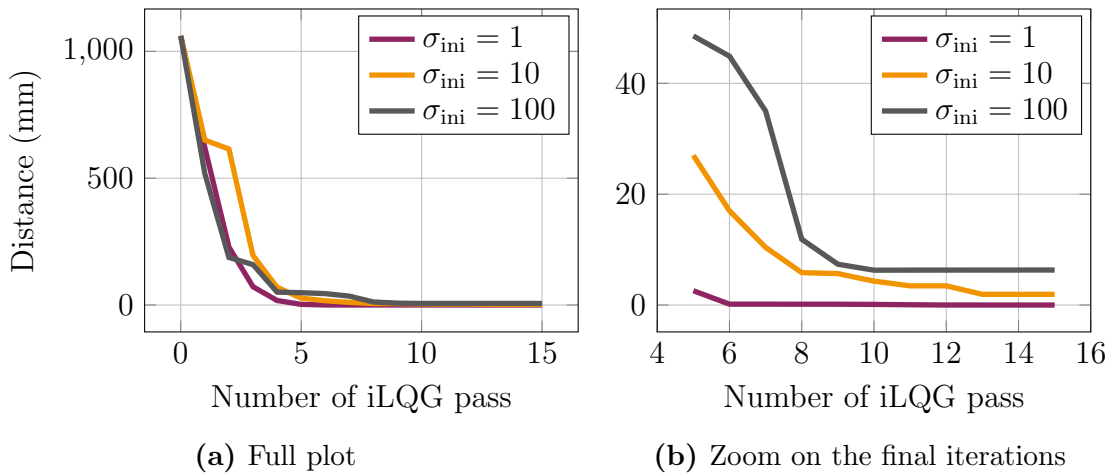 1,000
500
0
Distance (mm)
0
5
10
15
Number of iLQG pass
σini = 1
σini = 10
σini = 100
(a) Full plot
40
20
0
4
6
8
10
12
14
16
Number of iLQG pass
σini = 1
σini = 10
σini = 100
(b) Zoom on the final iterations